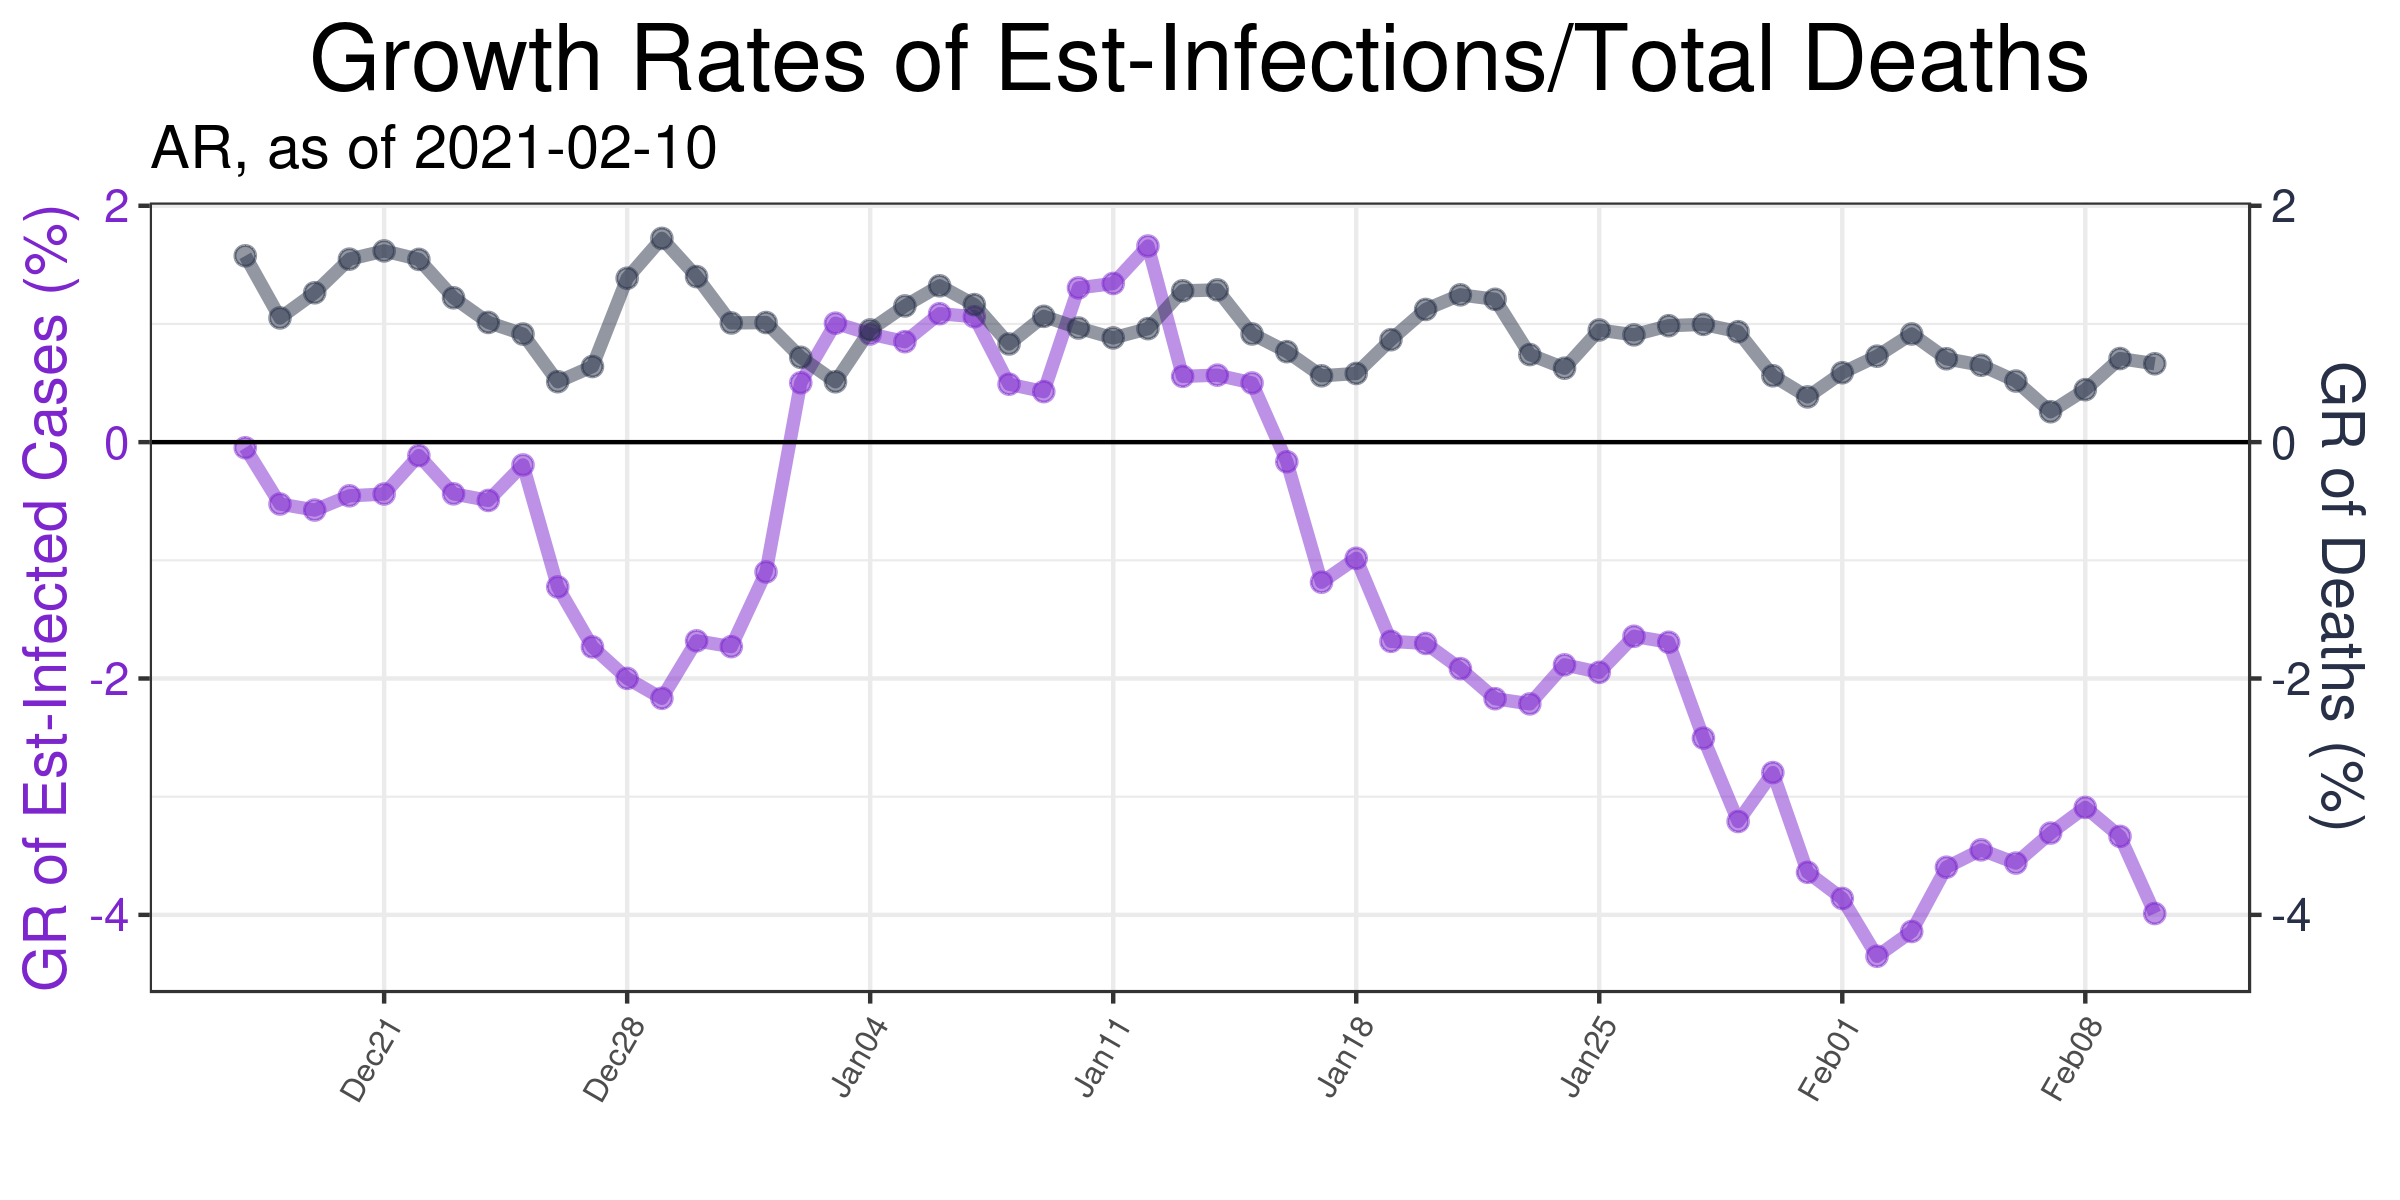 Growth Rates of Est-Infections/Total Deaths
AR, as of 2021-02-10
GR of Est-Infected Cases (%)
2
0
-2
-4
2
0
-2
-4
GR of Deaths (%)
Dec21
Dec28
Jan04
Jan11
Jan18
Jan25
Feb01
Feb08